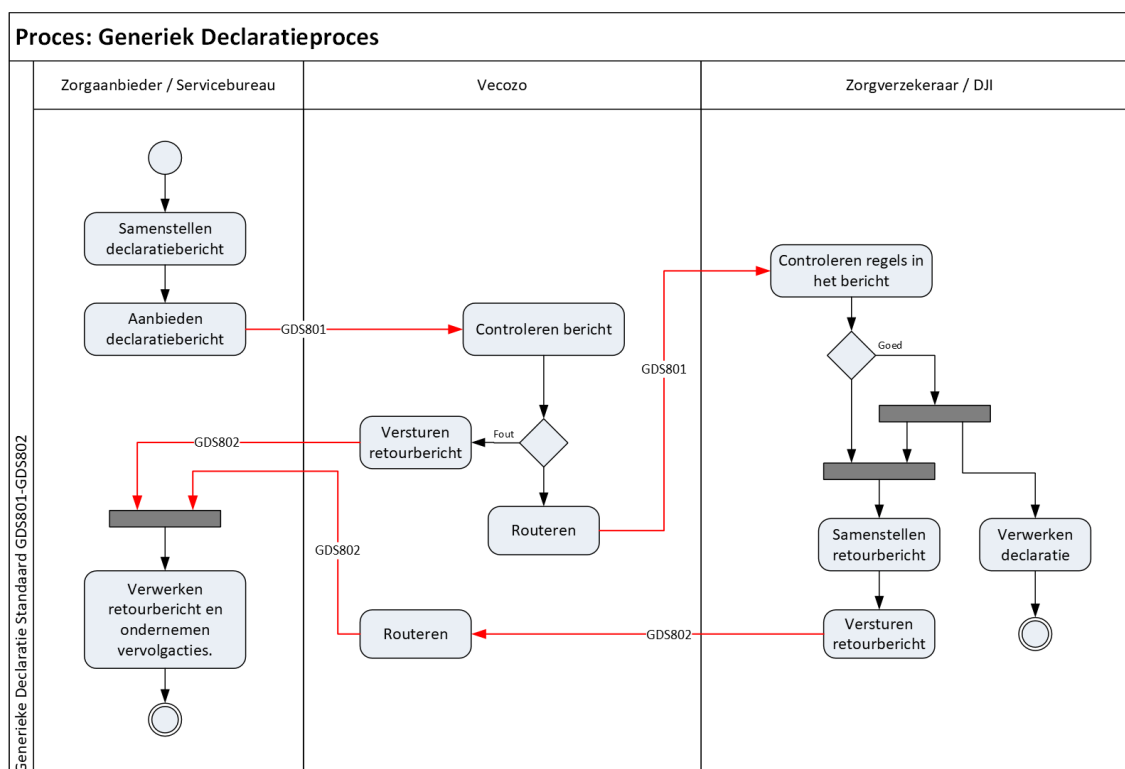 Proces: Generiek Declaratieproces
Generieke Declaratie Standaard GDS801-GDS802
Zorgaanbieder / Servicebureau
Vecozo
Zorgverzekeraar / DJI
Samenstellen
declaratiebericht
Aanbieden
declaratiebericht
GDS801
Controleren bericht
GDS801
Controleren regels in
het bericht
Goed
Fout
Versturen
retourbericht
GDS802
Routeren
GDS802
Samenstellen
retourbericht
Verwerken
declaratie
Verwerken
retourbericht en
ondernemen
vervolgacties.
Routeren
GDS802
Versturen
retourbericht